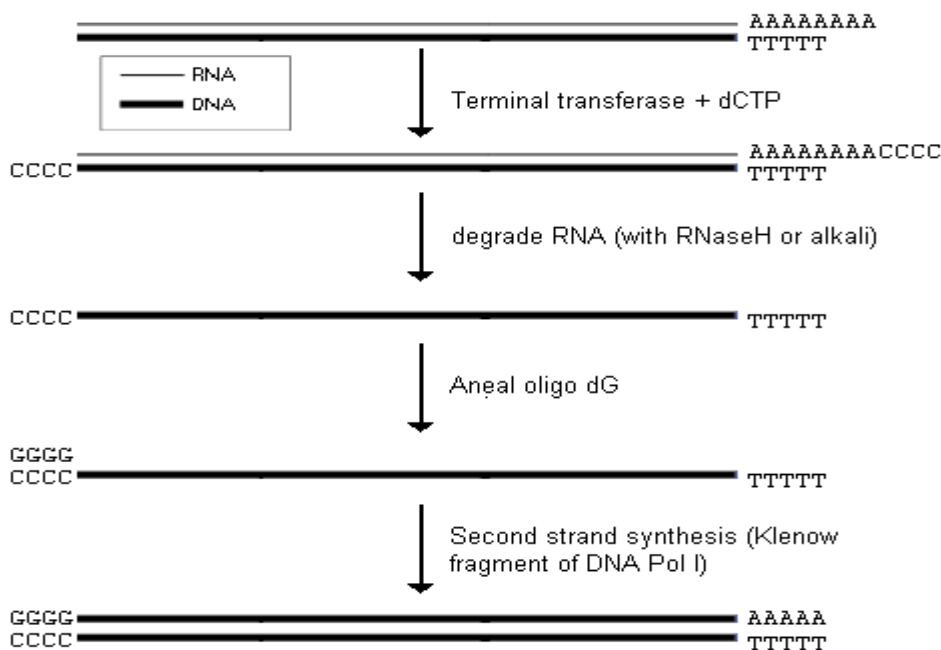 AAAAAAAA
TTTTT
RNA
DNA
Terminal transferase + dCTP
AAAAAAAACCCC
CCCC
TTTTT
degrade RNA (with RNaseH or alkali)
CCCC
TTTTT
Aneal oligo dG
GGGG
CCCC
TTTTT
Second strand synthesis (Klenow
fragment of DNA Pol I)
GGGG
AAAAA
CCCC
TTTTT